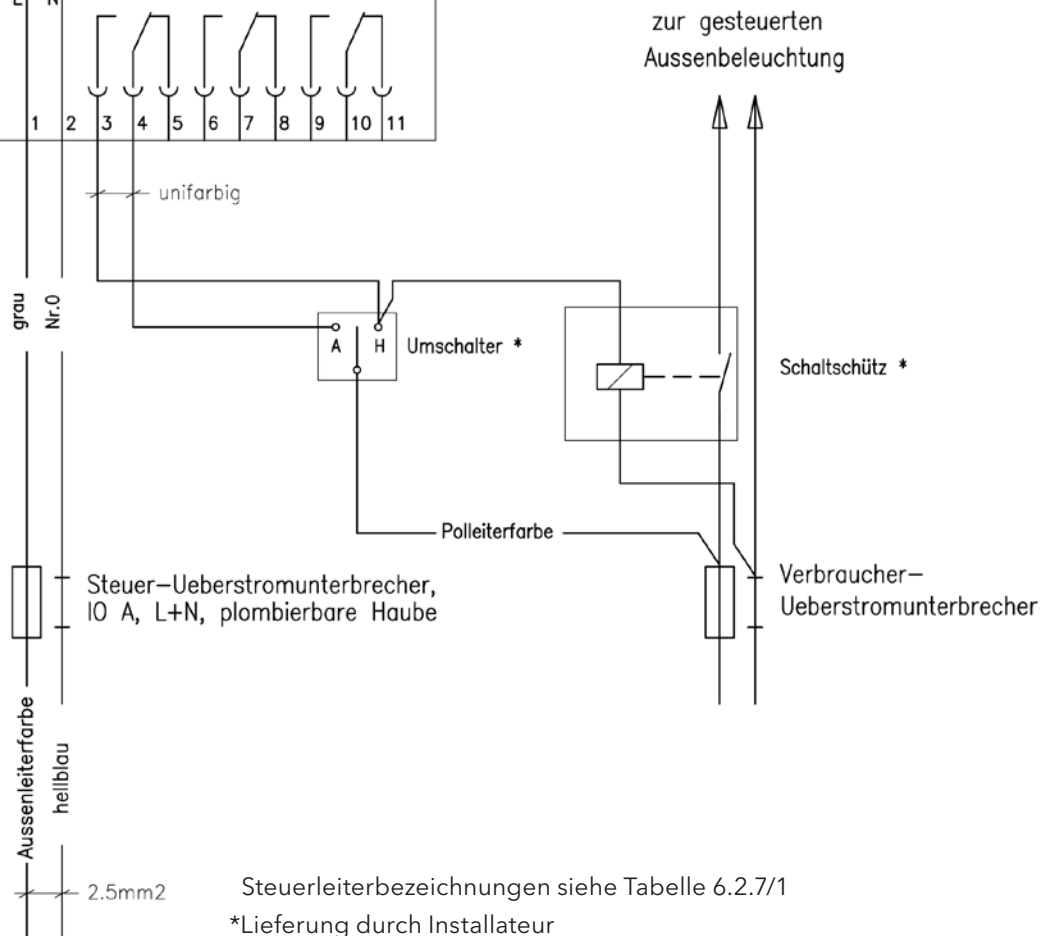 L N
zur gesteuerten
Aussenbeleuchtung
1 2 3 4 5 6 7 8 9 10 11
unifarbig
grau
Nr.0
A H
Umschalter *
Schaltschütz *
Polleiterfarbe
Steuer-Ueberstromunterbrecher,
10 A, L+N, plombierbare Haube
Verbraucher-
Ueberstromunterbrecher
Aussenleiterfarbe
hellblau
2.5mm2
Steuerleiterbezeichnungen siehe Tabelle 6.2.7/1
*Lieferung durch Installateur